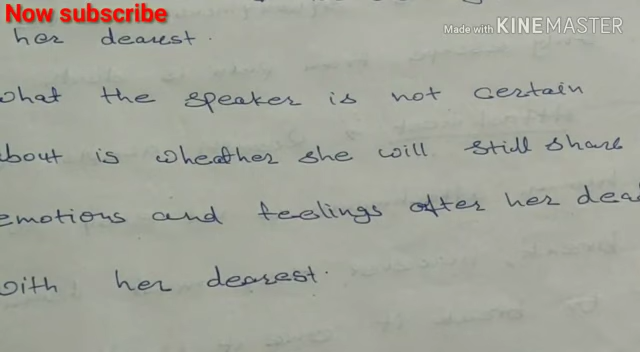 Now subscribe
Made with KINEMASTER
her dearest.
what the speaker is not certain
about is wheather she will still share
emotions and feelings after her dea
with her dearest.